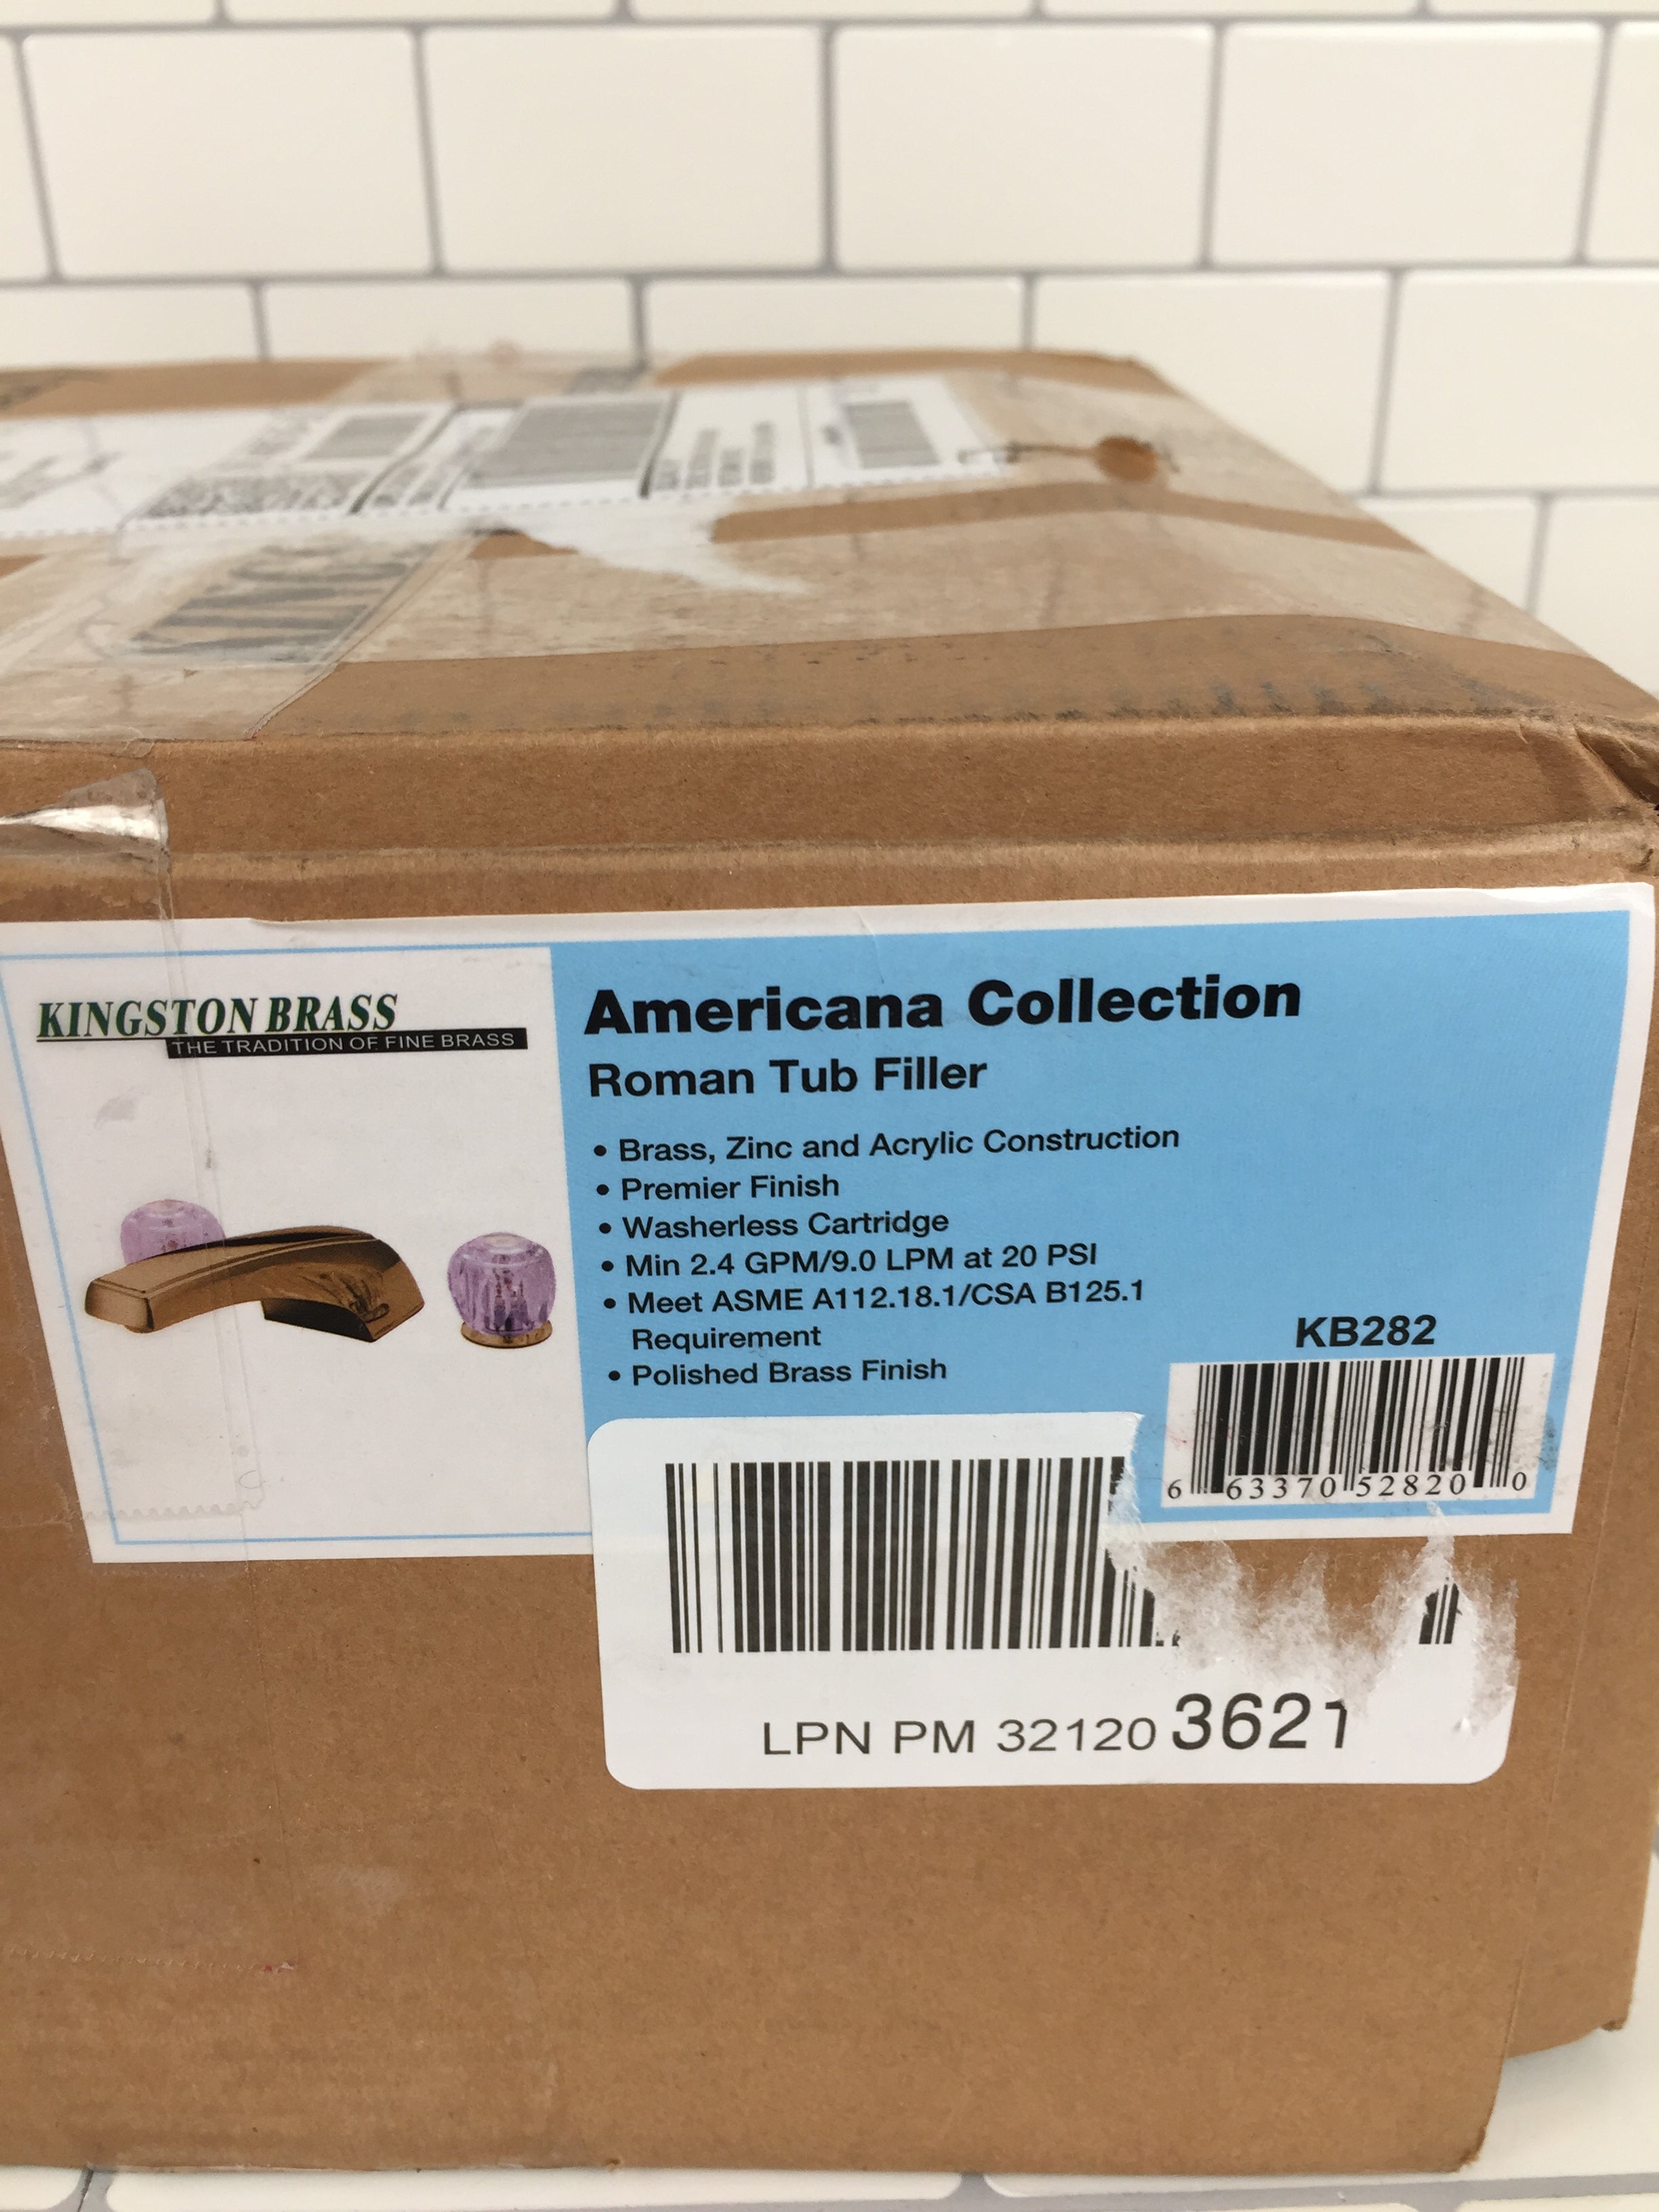 KINGSTON BRASS
THE TRADITION OF FINE BRASS
Americana Collection
Roman Tub Filler
• Brass, Zinc and Acrylic Construction
• Premier Finish
• Washerless Cartridge
• Min 2.4 GPM/9.0 LPM at 20 PSI
• Meet ASME A112.18.1/CSA B125.1
Requirement
• Polished Brass Finish
KB282
6 63370 52820 0
LPN PM 32120 3621